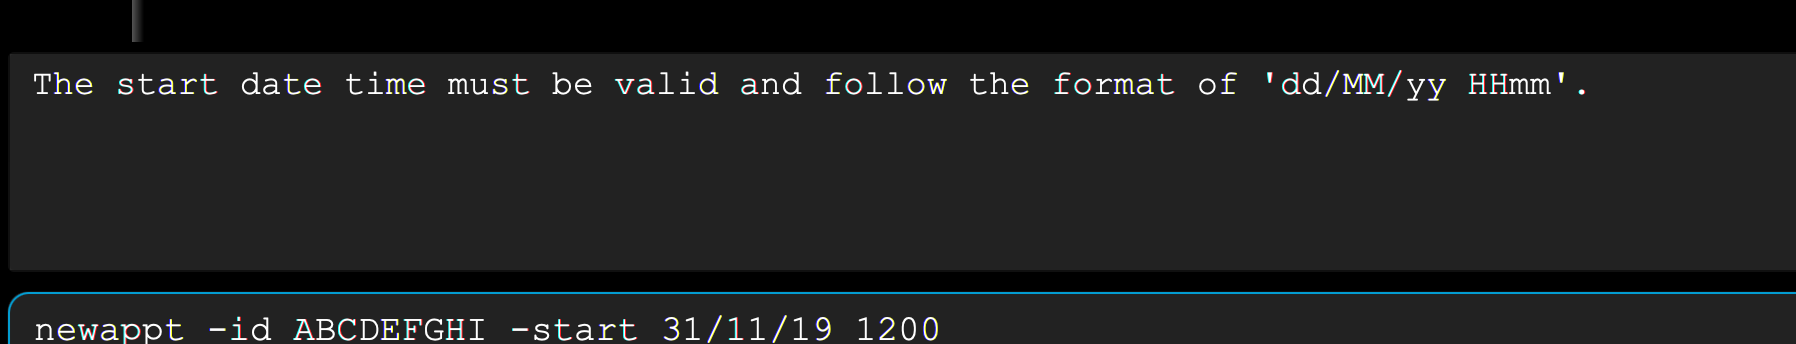 The start date time must be valid and follow the format of 'dd/MM/yy HHmm'.
newappt -id ABCDEFGHI -start 31/11/19 1200